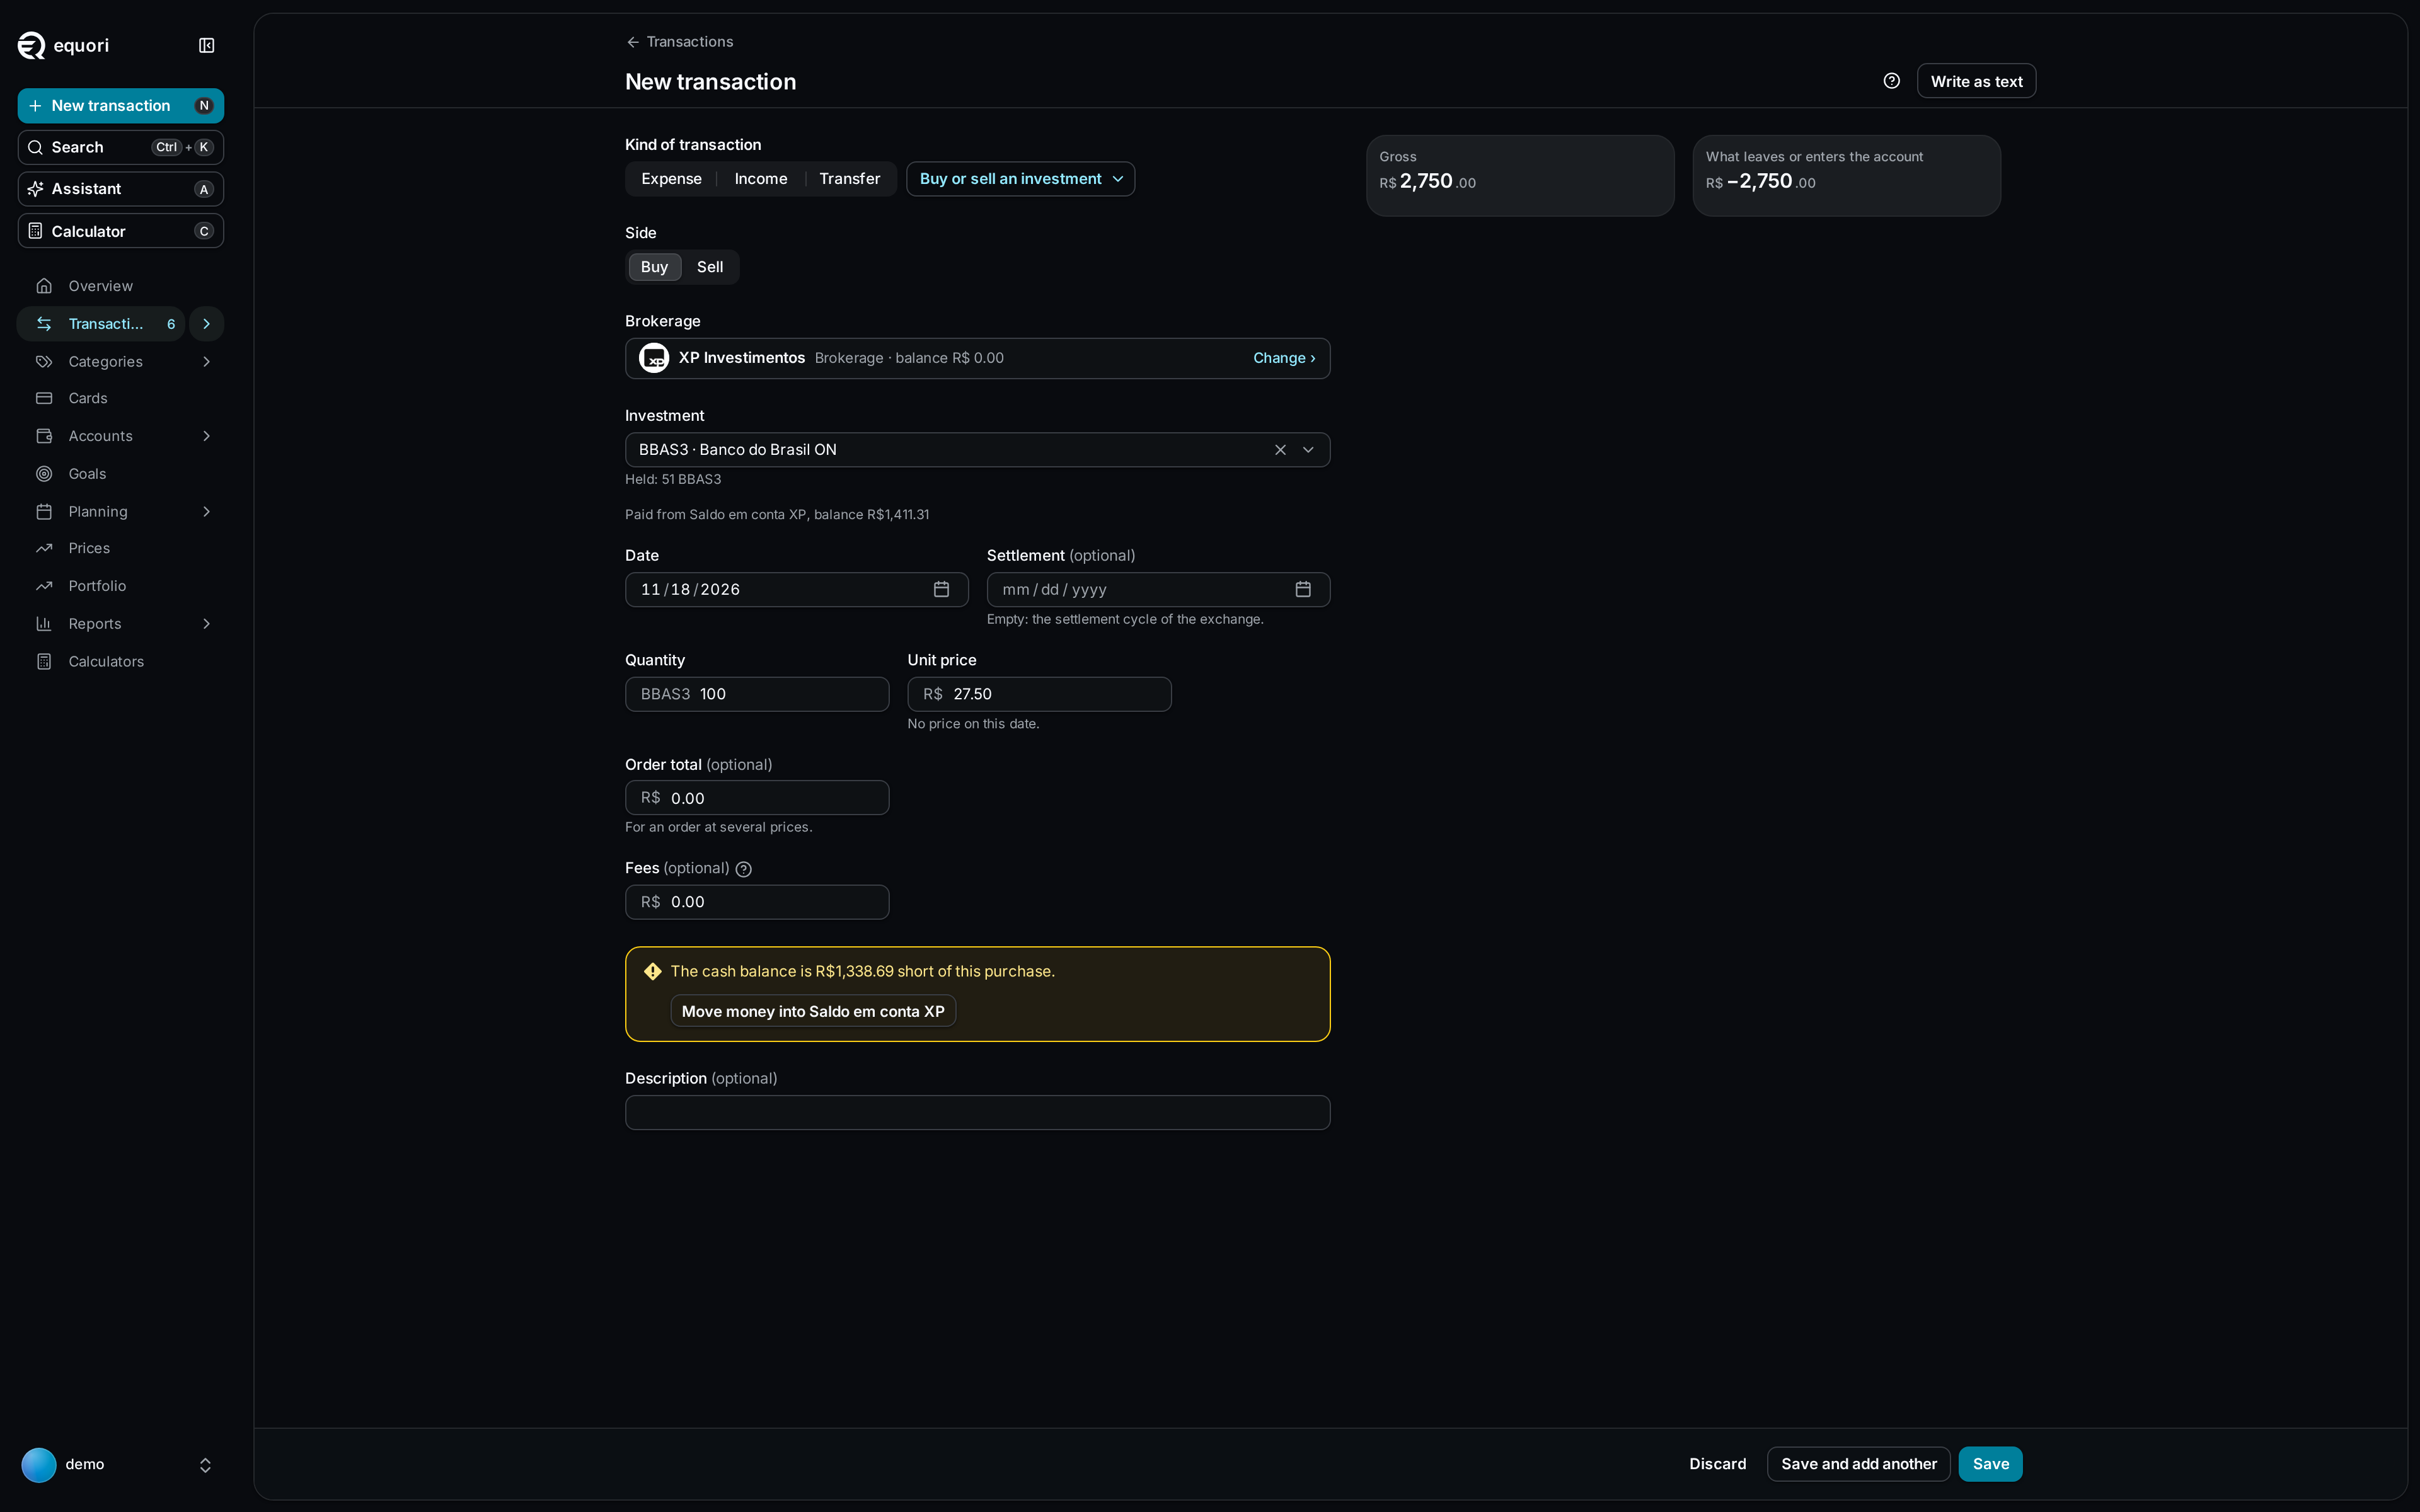 equori
New transaction N
Search Ctrl + K
Assistant A
Calculator C
Overview
Transacti... 6
Categories
Cards
Accounts
Goals
Planning
Prices
Portfolio
Reports
Calculators
demo
Transactions
New transaction
Write as text
Kind of transaction
Expense Income Transfer Buy or sell an investment
Side
Buy Sell
Brokerage
XP XP Investimentos Brokerage · balance R$ 0.00 Change ›
Investment
BBAS3 · Banco do Brasil ON
Held: 51 BBAS3
Paid from Saldo em conta XP, balance R$1,411.31
Date Settlement (optional)
11/18/2026 mm/dd/yyyy
Empty: the settlement cycle of the exchange.
Quantity Unit price
BBAS3 100 R$ 27.50
No price on this date.
Order total (optional)
R$ 0.00
For an order at several prices.
Fees (optional)
R$ 0.00
The cash balance is R$1,338.69 short of this purchase.
Move money into Saldo em conta XP
Description (optional)
Gross
R$ 2,750.00
What leaves or enters the account
R$ −2,750.00
Discard Save and add another Save